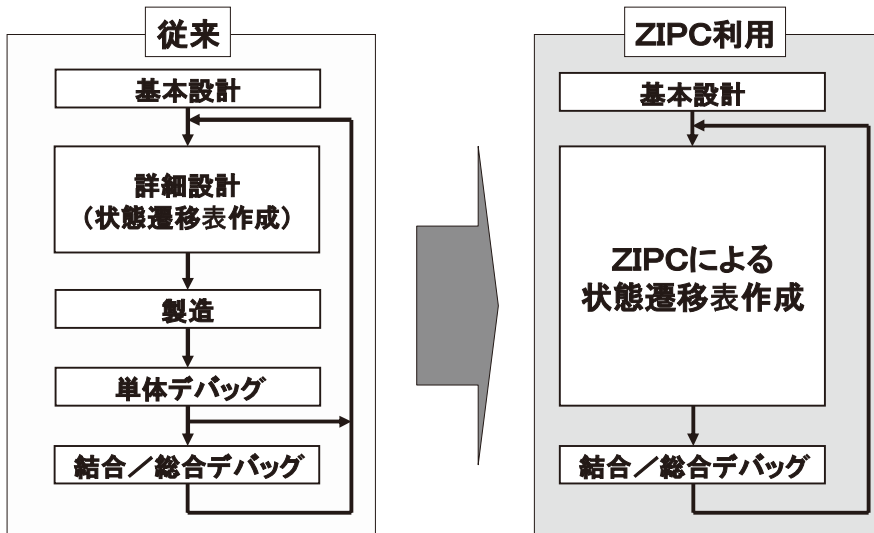 従来
基本設計
詳細設計
（状態遷移表作成）
製造
単体デバッグ
結合／総合デバッグ
ZIPC利用
基本設計
ZIPCによる
状態遷移表作成
結合／総合デバッグ